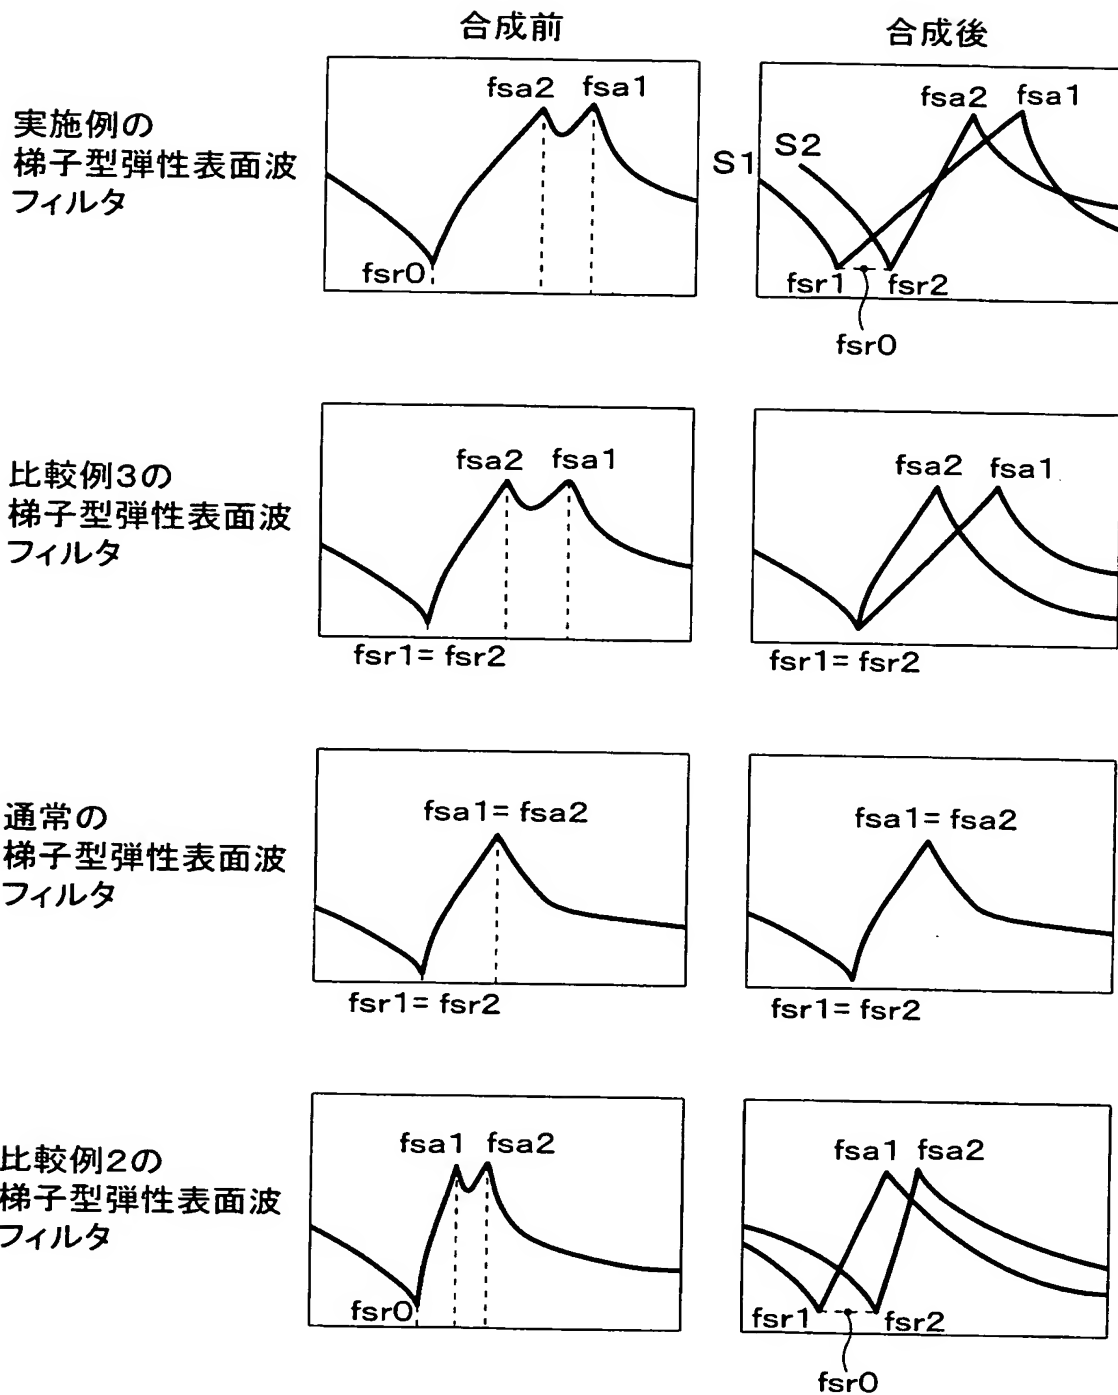 合成前
合成後
実施例の
梯子型弾性表面波
フィルタ
fsa2 fsa1
fsr0
S1 S2
fsa2 fsa1
fsr1 fsr2
fsr0
比較例3の
梯子型弾性表面波
フィルタ
fsa2 fsa1
fsr1= fsr2
fsa2 fsa1
fsr1= fsr2
通常の
梯子型弾性表面波
フィルタ
fsa1= fsa2
fsr1= fsr2
fsa1= fsa2
fsr1= fsr2
比較例2の
梯子型弾性表面波
フィルタ
fsa1 fsa2
fsr0
fsa1 fsa2
fsr1 fsr2
fsr0